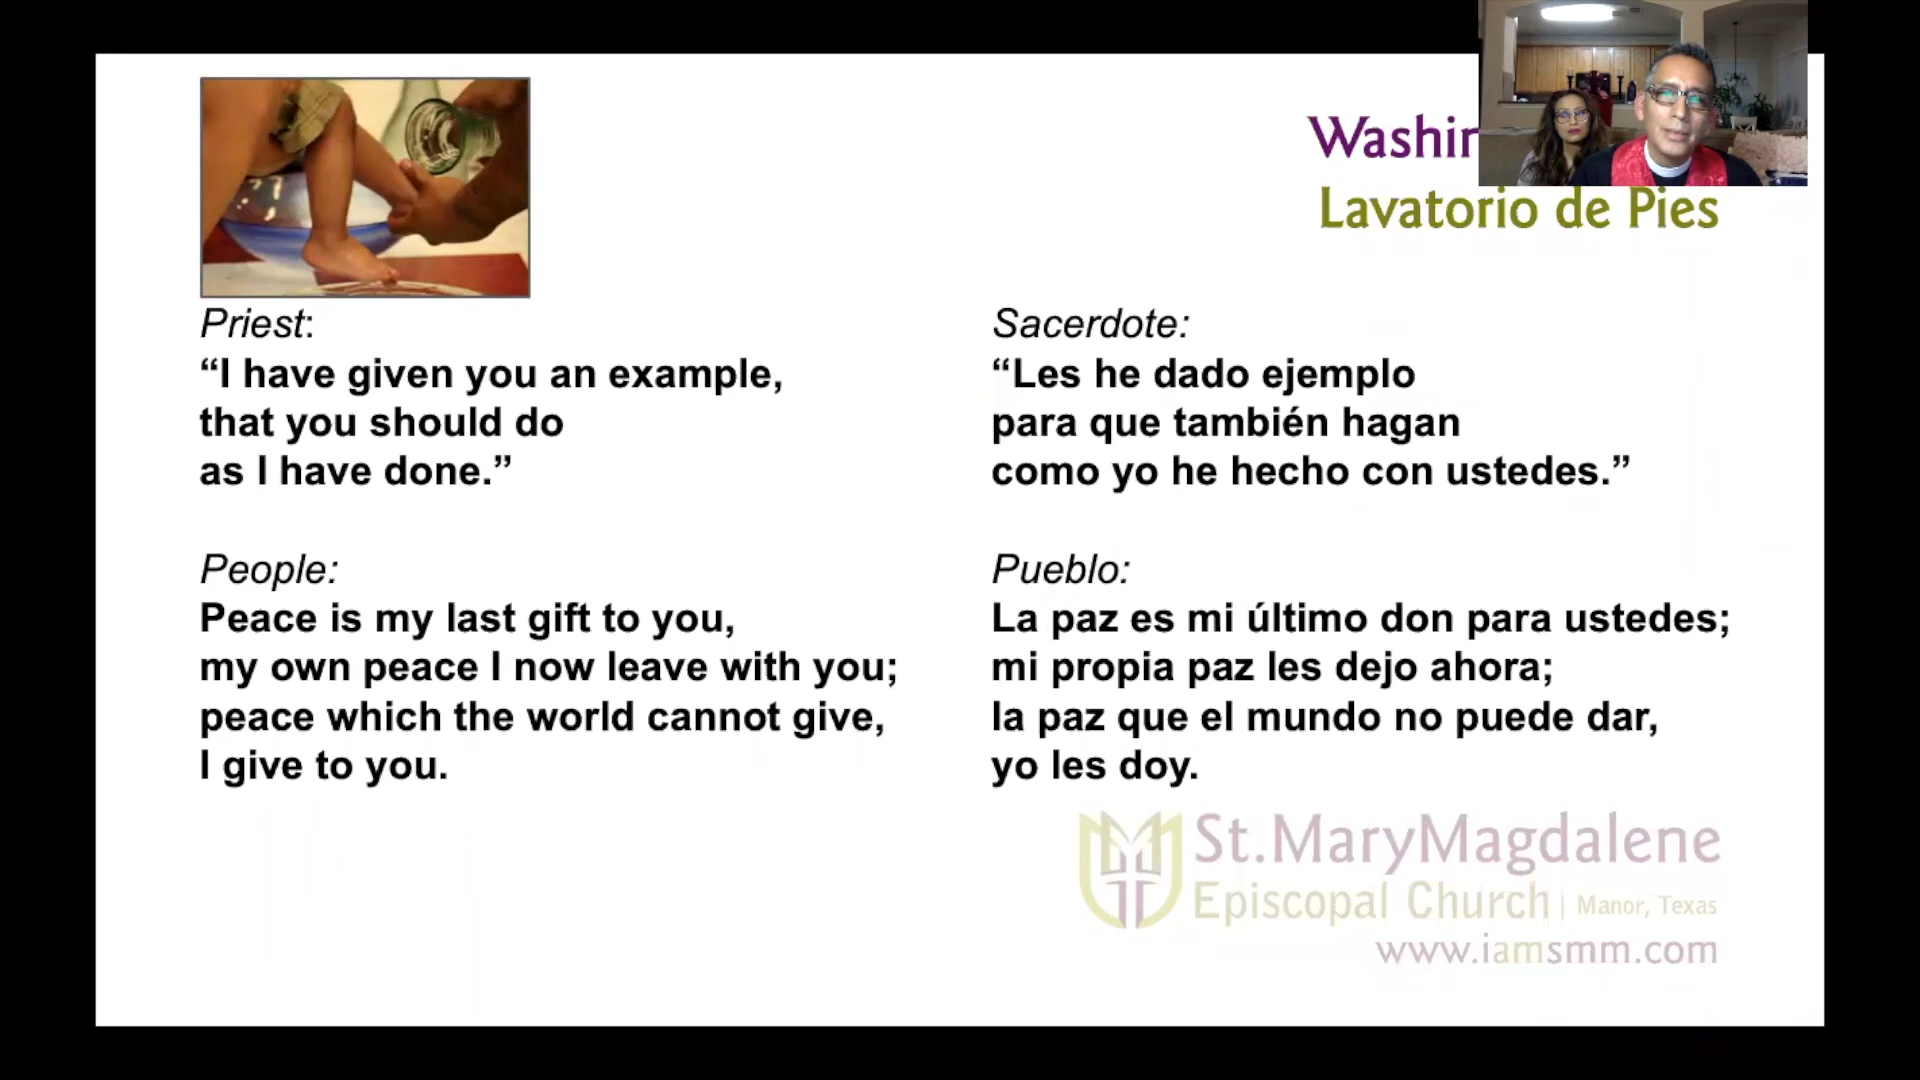 Lavatorio de Pies
Priest:
“I have given you an example,
that you should do
as I have done.”
People:
Peace is my last gift to you,
my own peace I now leave with you;
peace which the world cannot give,
I give to you.
Sacerdote:
“Les he dado ejemplo
para que también hagan
como yo he hecho con ustedes.”
Pueblo:
La paz es mi último don para ustedes;
mi propia paz les dejo ahora;
la paz que el mundo no puede dar,
yo les doy.
St.MaryMagdalene
Episcopal Church | Manor, Texas
www.iamsmm.com